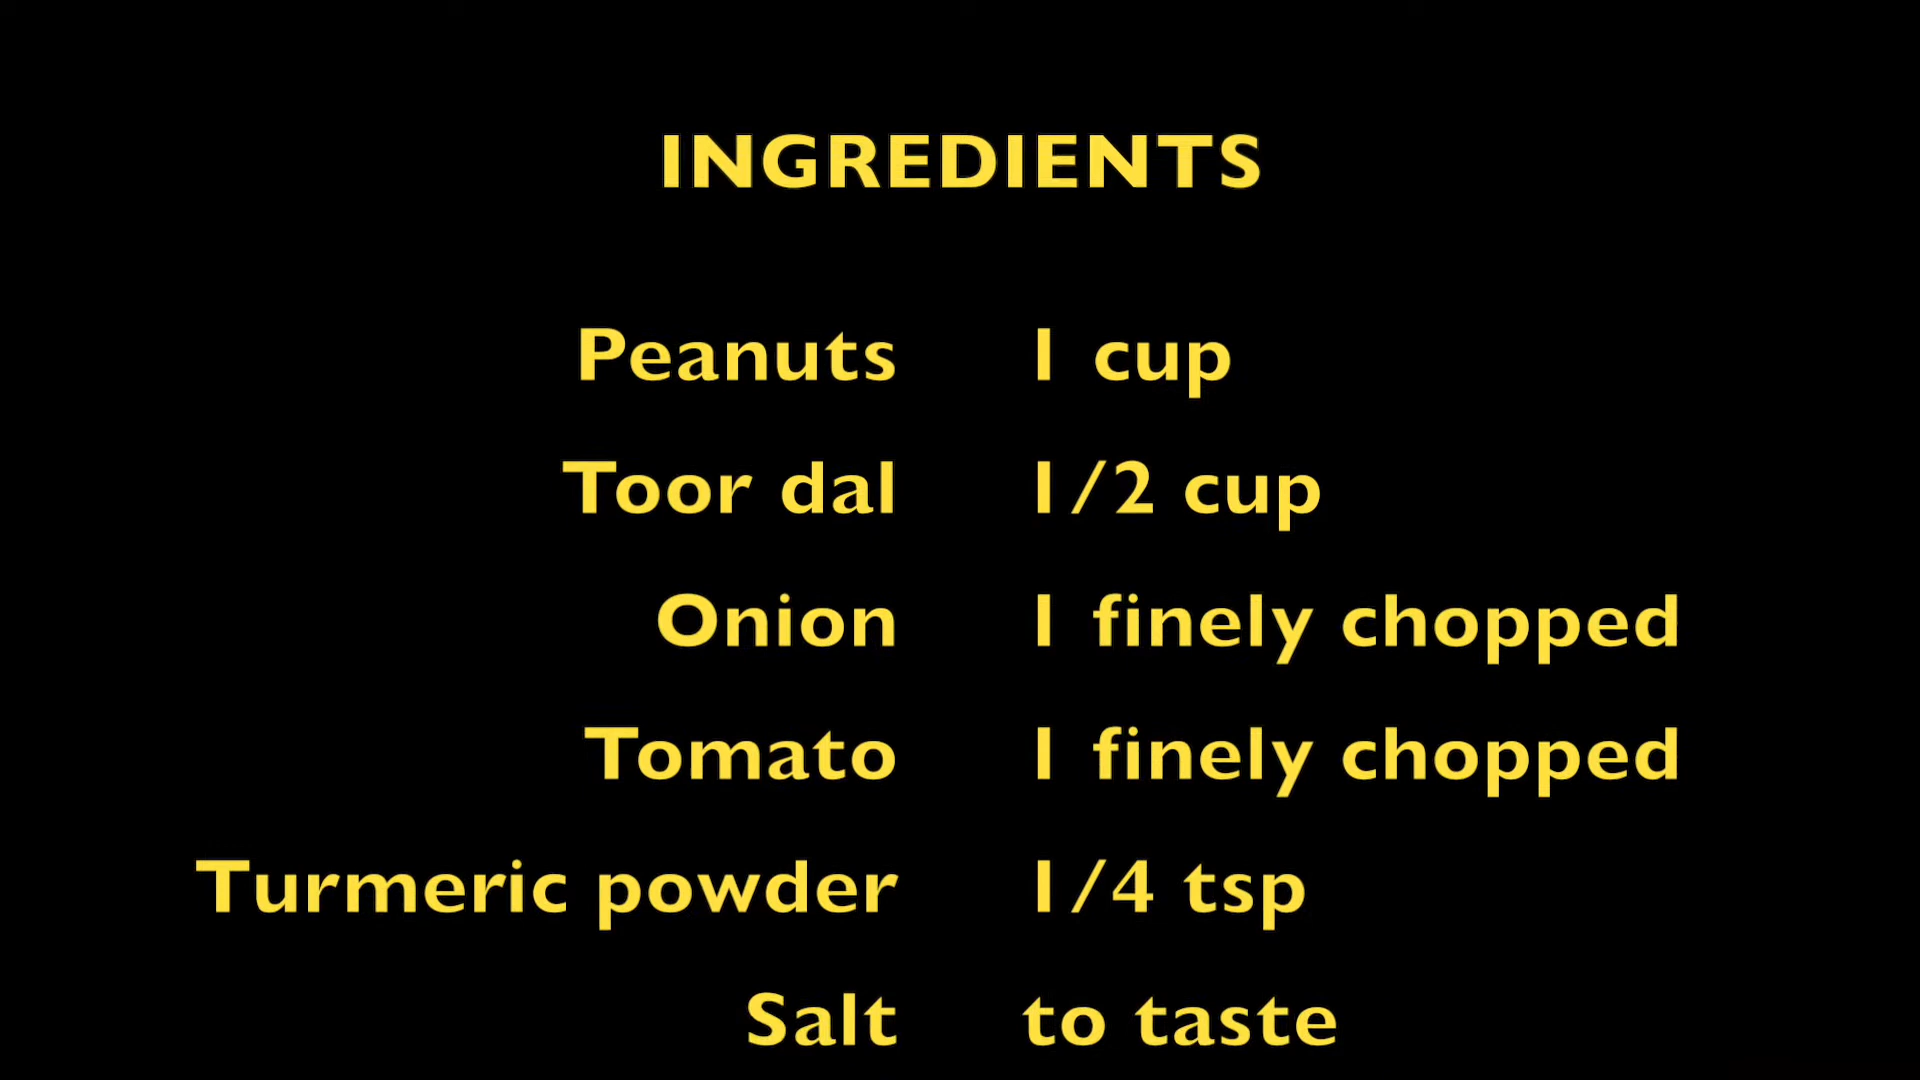 INGREDIENTS
Peanuts 1 cup
Toor dal 1/2 cup
Onion 1 finely chopped
Tomato 1 finely chopped
Turmeric powder 1/4 tsp
Salt to taste